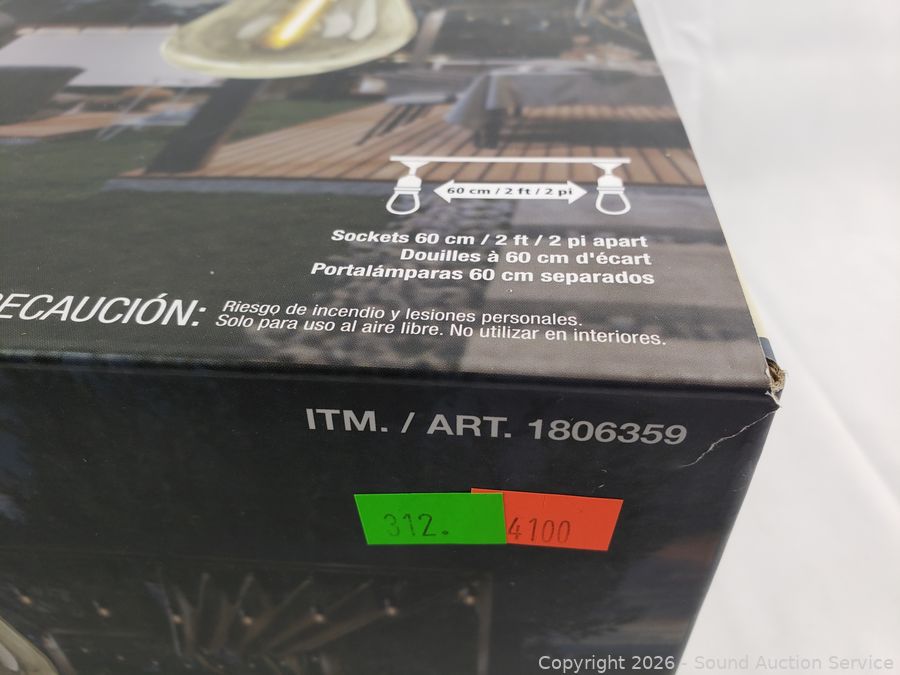 60 cm / 2 ft / 2 pi
Sockets 60 cm / 2 ft / 2 pi apart
Douilles à 60 cm d'écart
Portalámparas 60 cm separados
ECAUCIÓN:
Riesgo de incendio y lesiones personales.
Solo para uso al aire libre. No utilizar en interiores.
ITM. / ART. 1806359
312.
4100
Copyright 2026 - Sound Auction Service